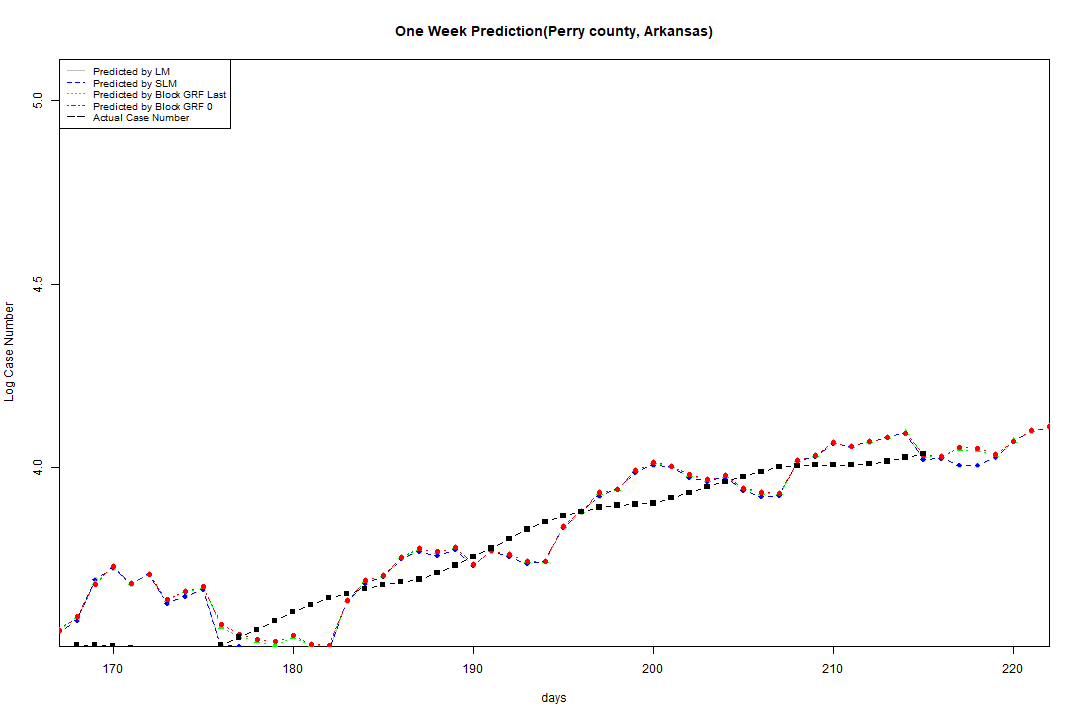 One Week Prediction(Perry county, Arkansas)
Predicted by LM
Predicted by SLM
Predicted by Block GRF Last
Predicted by Block GRF 0
Actual Case Number
5.0
4.5
4.0
Log Case Number
170 180 190 200 210 220
days